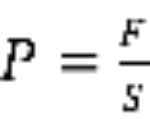 P = F/S